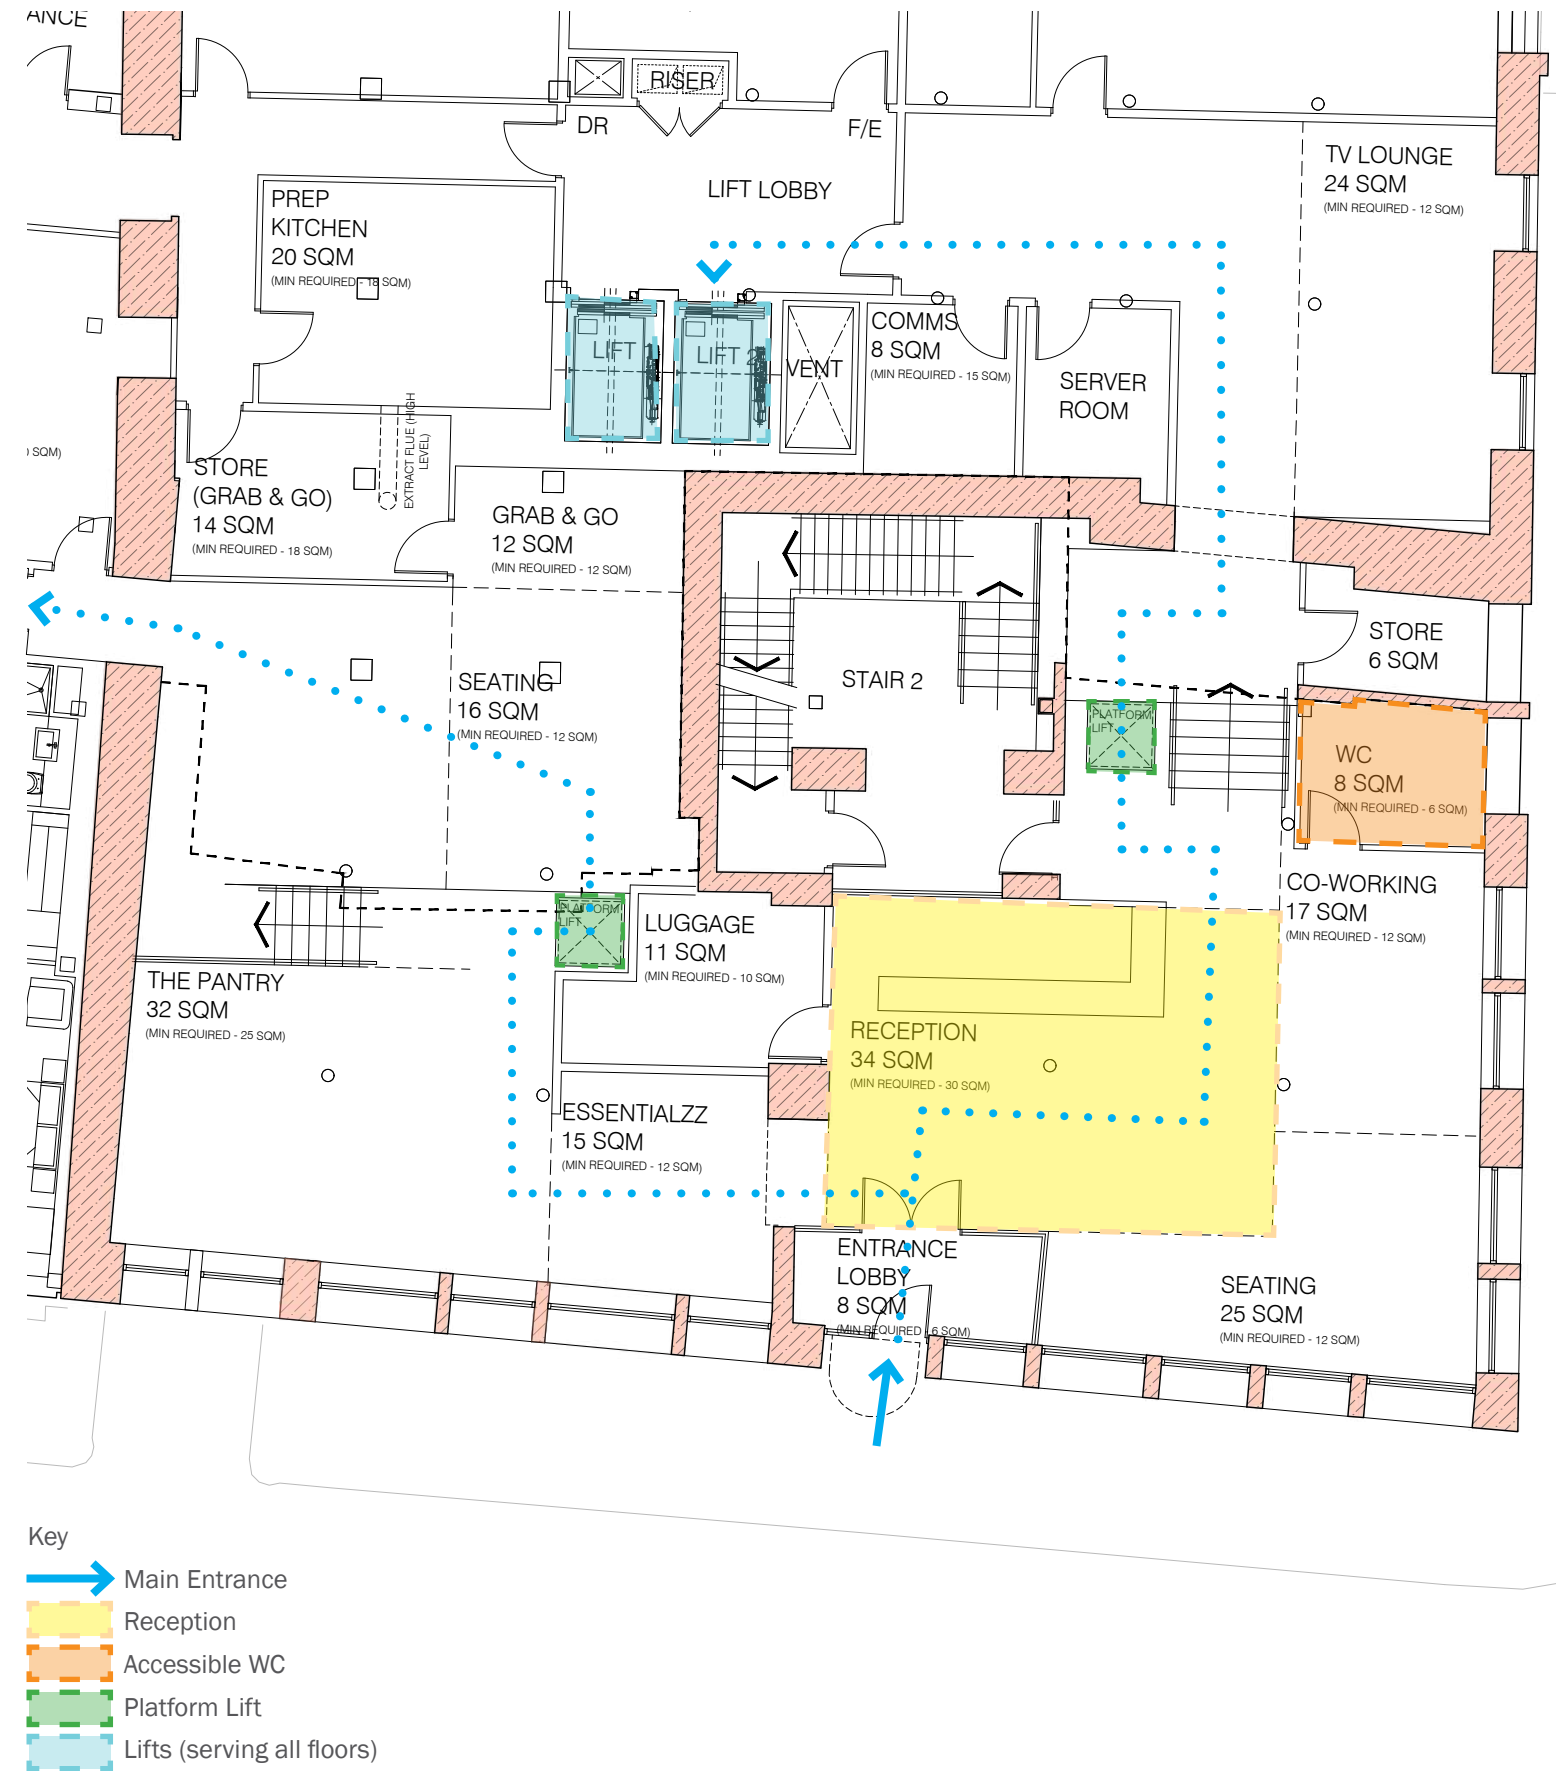 ANCE
RISER
DR
F/E
LIFT LOBBY
TV LOUNGE
24 SQM
(MIN REQUIRED - 12 SQM)
PREP
KITCHEN
20 SQM
(MIN REQUIRED - 18 SQM)
LIFT
LIFT 2
VENT
COMMS
8 SQM
(MIN REQUIRED - 15 SQM)
SERVER
ROOM
EXTRACT FLUE (HIGH
LEVEL)
SQM)
STORE
(GRAB & GO)
14 SQM
(MIN REQUIRED - 18 SQM)
GRAB & GO
12 SQM
(MIN REQUIRED - 12 SQM)
STORE
6 SQM
SEATING
16 SQM
(MIN REQUIRED - 12 SQM)
STAIR 2
PLATFORM
LIFT
WC
8 SQM
(MIN REQUIRED - 6 SQM)
CO-WORKING
17 SQM
(MIN REQUIRED - 12 SQM)
PLATFORM
LIFT
LUGGAGE
11 SQM
(MIN REQUIRED - 10 SQM)
THE PANTRY
32 SQM
(MIN REQUIRED - 25 SQM)
RECEPTION
34 SQM
(MIN REQUIRED - 30 SQM)
ESSENTIALZZ
15 SQM
(MIN REQUIRED - 12 SQM)
ENTRANCE
LOBBY
8 SQM
(MIN REQUIRED - 6 SQM)
SEATING
25 SQM
(MIN REQUIRED - 12 SQM)
Key
Main Entrance
Reception
Accessible WC
Platform Lift
Lifts (serving all floors)